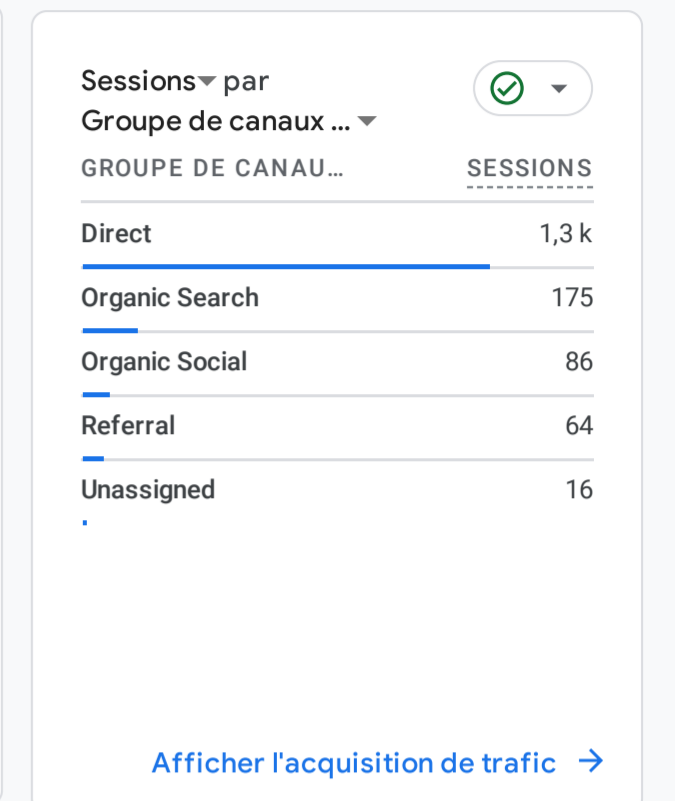 Sessions par
Groupe de canaux ...
GROUPE DE CANAU... SESSIONS
Direct 1,3 k
Organic Search 175
Organic Social 86
Referral 64
Unassigned 16
Afficher l'acquisition de trafic →